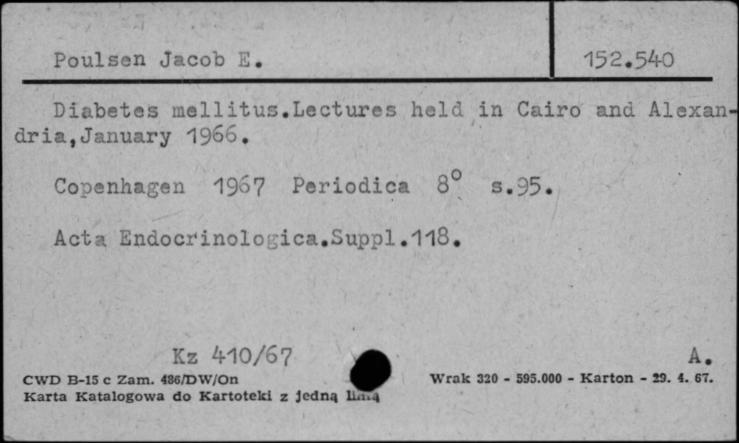 Poulsen Jacob E. 152.540
Diabetes mellitus.Lectures held in Cairo and Alexan-
dria,January 1966.
Copenhagen 1967 Periodica 8° s.95.
Acta Endocrinologica.Suppl.118.
Kz 410/67 A.
CWD B-15 c Zam. 486/DW/On Wrak 320 - 595.000 - Karton - 29. 4. 67.
Karta Katalogowa do Kartoteki z jedną linią